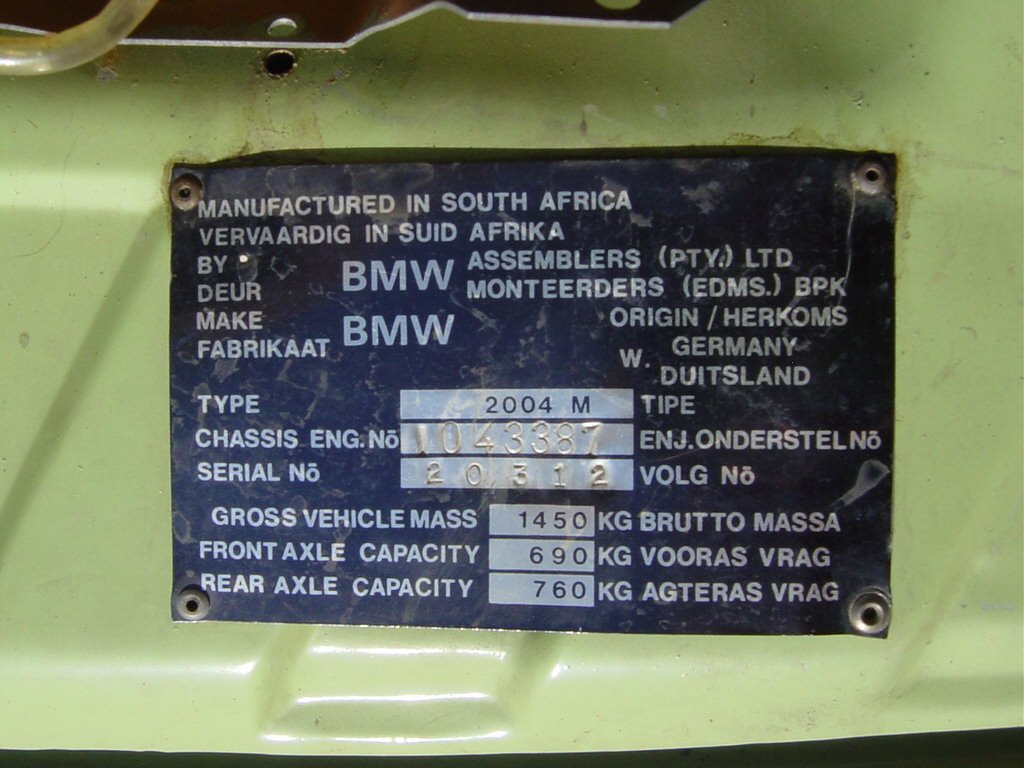 MANUFACTURED IN SOUTH AFRICA
VERVAARDIG IN SUID AFRIKA
BY BMW ASSEMBLERS (PTY.) LTD
DEUR MONTEERDERS (EDMS.) BPK
MAKE BMW ORIGIN / HERKOMS
FABRIKAAT W. GERMANY
DUITSLAND
TYPE 2004 M TIPE
CHASSIS ENG.Nō 1043387 ENJ.ONDERSTEL Nō
SERIAL Nō 20312 VOLG Nō
GROSS VEHICLE MASS 1450 KG BRUTTO MASSA
FRONT AXLE CAPACITY 690 KG VOORAS VRAG
REAR AXLE CAPACITY 760 KG AGTERAS VRAG